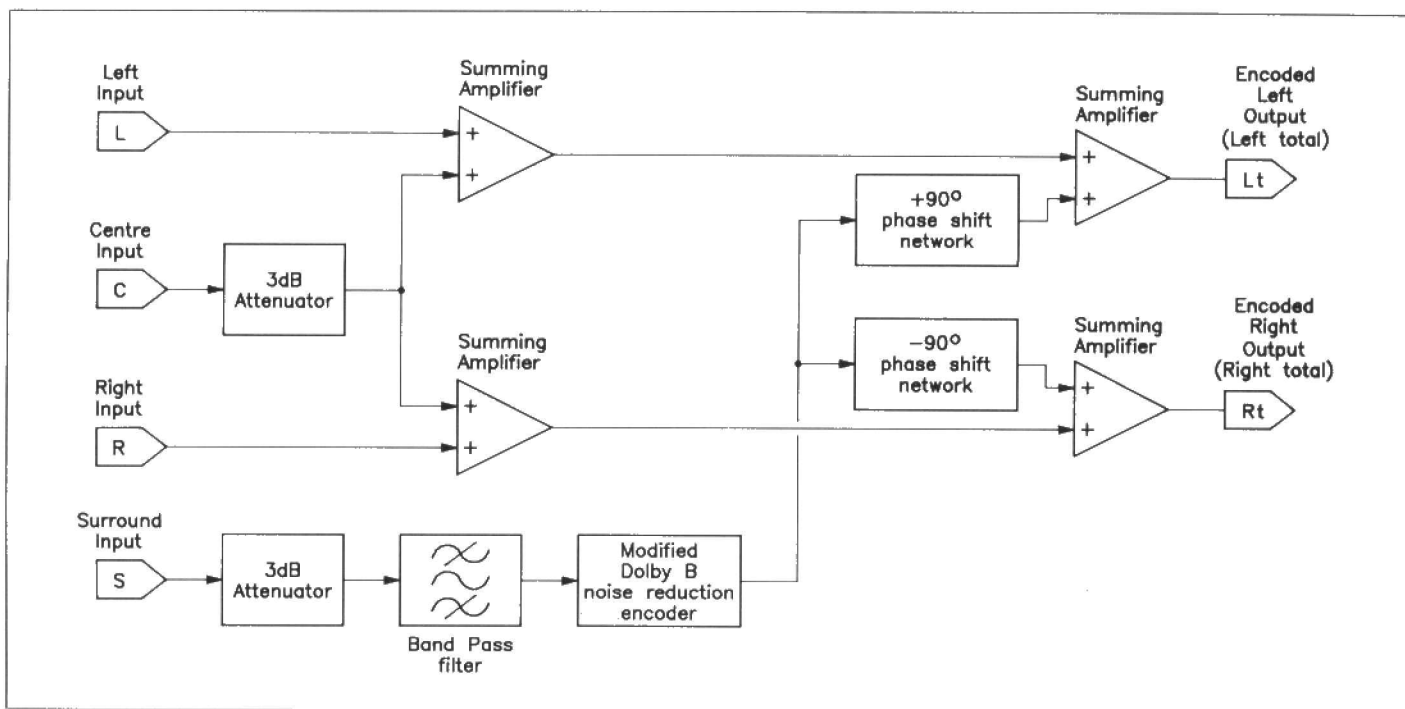 Left
Input
L
Summing
Amplifier
+
+
Summing
Amplifier
+
+
Encoded
Left
Output
(Left total)
Lt
+90°
phase shift
network
Centre
Input
C
3dB
Attenuator
Summing
Amplifier
+
+
-90°
phase shift
network
Summing
Amplifier
+
+
Encoded
Right
Output
(Right total)
Rt
Right
Input
R
Surround
Input
S
3dB
Attenuator
Band Pass
filter
Modified
Dolby B
noise reduction
encoder